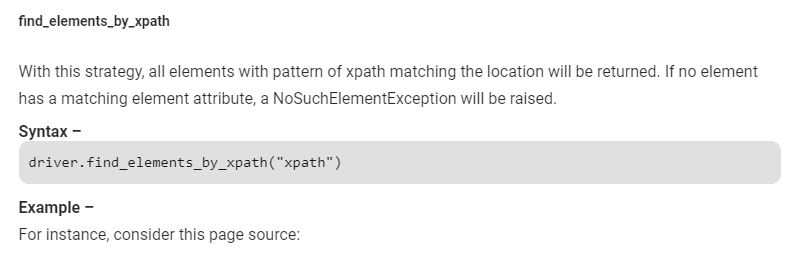 find_elements_by_xpath
With this strategy, all elements with pattern of xpath matching the location will be returned. If no element
has a matching element attribute, a NoSuchElementException will be raised.
Syntax –
driver.find_elements_by_xpath("xpath")
Example –
For instance, consider this page source: